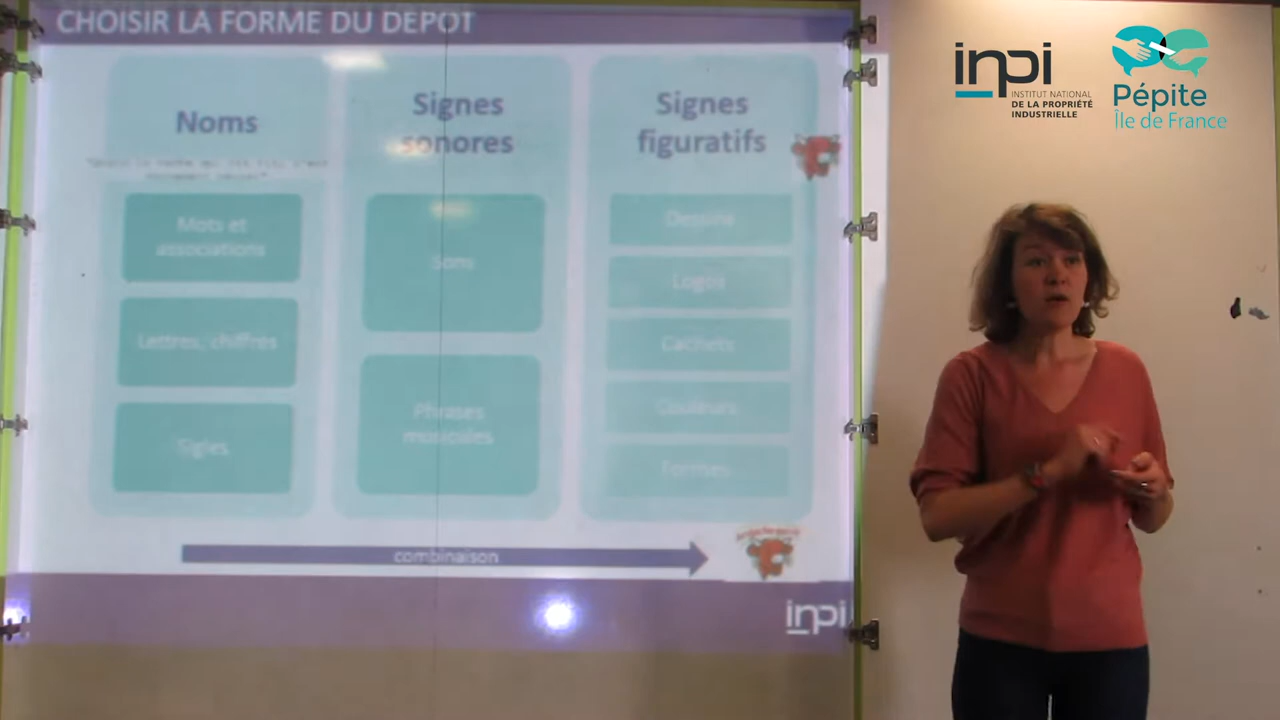 CHOISIR LA FORME DU DEPOT
Noms
Mots et
associations
Lettres, chiffres
Sigles
Signes
sonores
Sons
Phrases
musicales
Signes
figuratifs
Dessins
Logos
Cachets
Couleurs
Formes...
combinaison
inpi
inpi
INSTITUT NATIONAL
DE LA PROPRIÉTÉ
INDUSTRIELLE
Pépite
Île de France